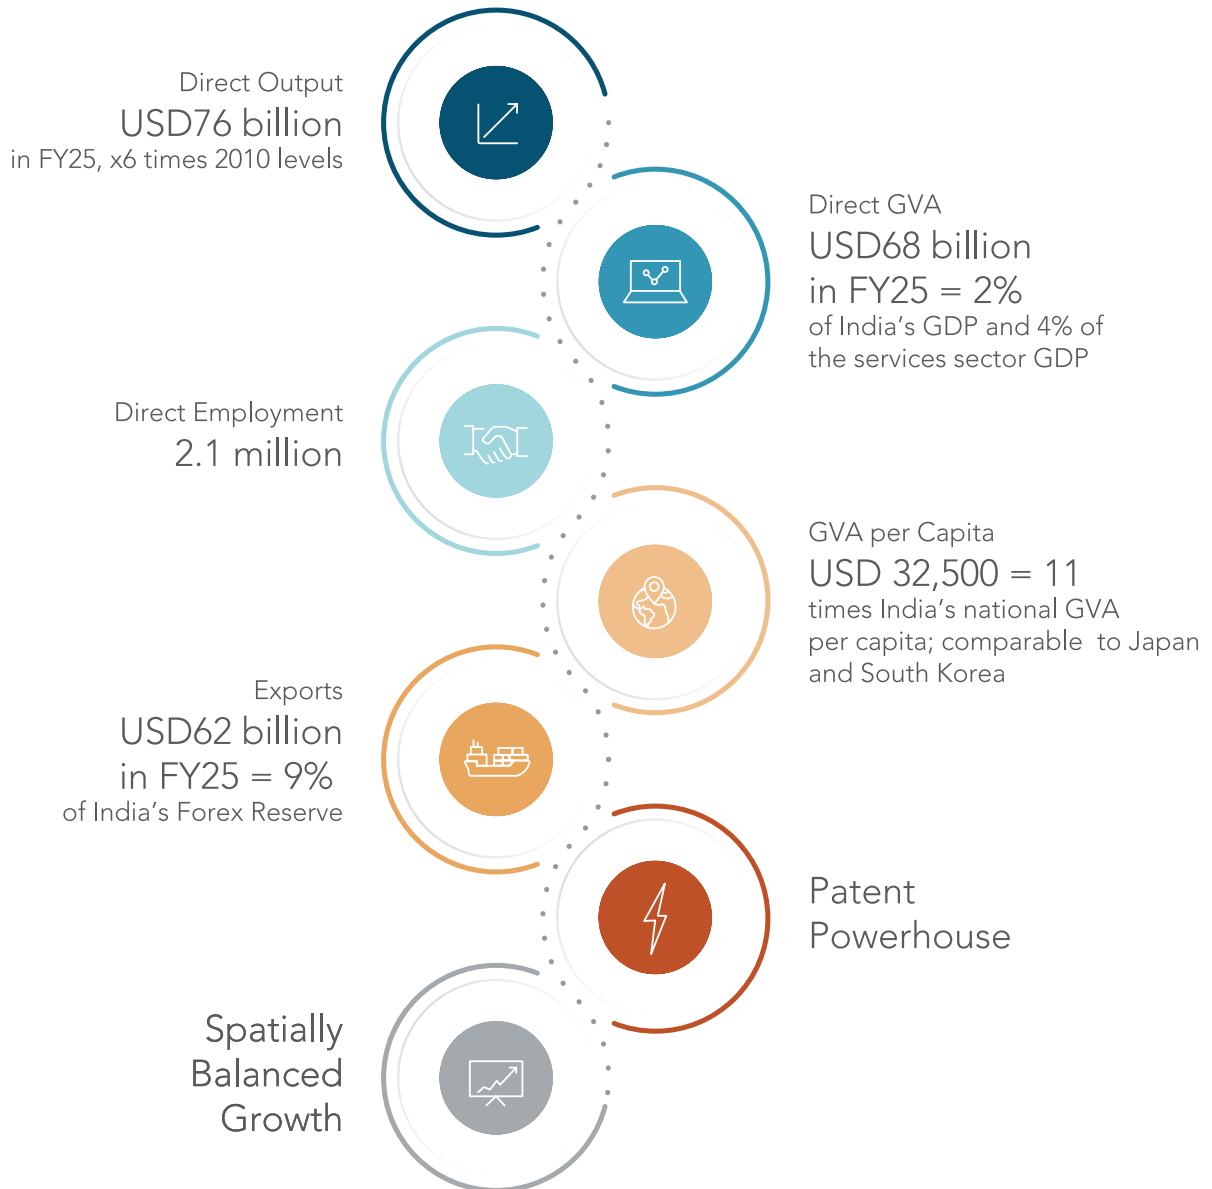 Direct Output
USD76 billion
in FY25, x6 times 2010 levels
Direct GVA
USD68 billion
in FY25 = 2%
of India's GDP and 4% of
the services sector GDP
Direct Employment
2.1 million
GVA per Capita
USD 32,500 = 11
times India's national GVA
per capita; comparable  to Japan
and South Korea
Exports
USD62 billion
in FY25 = 9%
of India's Forex Reserve
Patent
Powerhouse
Spatially
Balanced
Growth